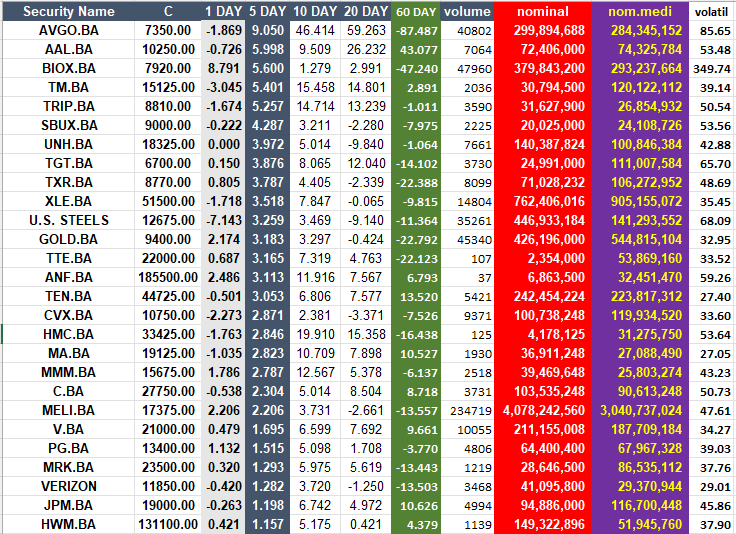 Security Name C 1 DAY 5 DAY 10 DAY 20 DAY 60 DAY volume nominal nom.medi volatil
AVGO.BA 7350.00 -1.869 9.050 46.414 59.263 -87.487 40802 299,894,688 284,345,152 85.65
AAL.BA 10250.00 -0.726 5.998 9.509 26.232 43.077 7064 72,406,000 74,325,784 53.48
BIOX.BA 7920.00 8.791 5.600 1.279 2.991 -47.240 47960 379,843,200 293,237,664 349.74
TM.BA 15125.00 -3.045 5.401 15.458 14.801 2.891 2036 30,794,500 120,122,112 39.14
TRIP.BA 8810.00 -1.674 5.257 14.714 13.239 -1.011 3590 31,627,900 26,854,932 50.54
SBUX.BA 9000.00 -0.222 4.287 3.211 -2.280 -7.975 2225 20,025,000 24,108,726 53.56
UNH.BA 18325.00 0.000 3.972 5.014 -9.840 -1.064 7661 140,387,824 100,846,384 42.88
TGT.BA 6700.00 0.150 3.876 8.065 12.040 -14.102 3730 24,991,000 111,007,584 65.70
TXR.BA 8770.00 0.805 3.787 4.405 -2.339 -22.388 8099 71,028,232 106,272,952 48.69
XLE.BA 51500.00 -1.718 3.518 7.847 -0.065 -9.815 14804 762,406,016 905,155,072 35.45
U.S. STEELS 12675.00 -7.143 3.259 3.469 -9.140 -11.364 35261 446,933,184 141,293,552 68.09
GOLD.BA 9400.00 2.174 3.183 3.297 -0.424 -22.792 45340 426,196,000 544,815,104 32.95
TTE.BA 22000.00 0.687 3.165 7.319 4.763 -22.123 107 2,354,000 53,869,160 33.52
ANF.BA 185500.00 2.486 3.113 11.916 7.567 6.793 37 6,863,500 32,451,470 59.26
TEN.BA 44725.00 -0.501 3.053 6.806 7.577 13.520 5421 242,454,224 223,817,312 27.40
CVX.BA 10750.00 -2.273 2.871 2.381 -3.371 -7.526 9371 100,738,248 119,934,520 33.60
HMC.BA 33425.00 -1.763 2.846 19.910 15.358 -16.438 125 4,178,125 31,275,750 53.64
MA.BA 19125.00 -1.035 2.823 10.709 7.898 10.527 1930 36,911,248 27,088,490 27.05
MMM.BA 15675.00 1.786 2.787 12.567 5.378 -6.137 2518 39,469,648 25,803,274 43.23
C.BA 27750.00 -0.538 2.304 5.014 8.504 8.718 3731 103,535,248 90,613,248 50.73
MELI.BA 17375.00 2.206 2.206 3.731 -2.661 -13.557 234719 4,078,242,560 3,040,737,024 47.61
V.BA 21000.00 0.479 1.695 6.599 7.692 9.661 10055 211,155,008 187,709,184 34.27
PG.BA 13400.00 1.132 1.515 5.098 1.708 -3.770 4806 64,400,400 67,967,328 39.03
MRK.BA 23500.00 0.320 1.293 5.975 5.619 -13.443 1219 28,646,500 86,535,112 37.76
VERIZON 11850.00 -0.420 1.282 3.720 -1.250 -13.503 3468 41,095,800 29,370,944 29.01
JPM.BA 19000.00 -0.263 1.198 6.742 4.972 10.626 4994 94,886,000 116,700,448 45.86
HWM.BA 131100.00 0.421 1.157 5.175 0.421 4.379 1139 149,322,896 51,945,760 37.90